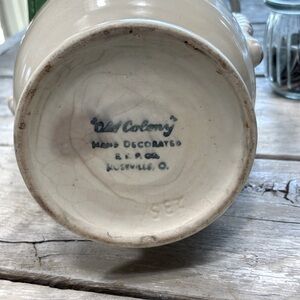 "Old Colony"
HAND DECORATED
R. R. P. CO.
ROSEVILLE, O.